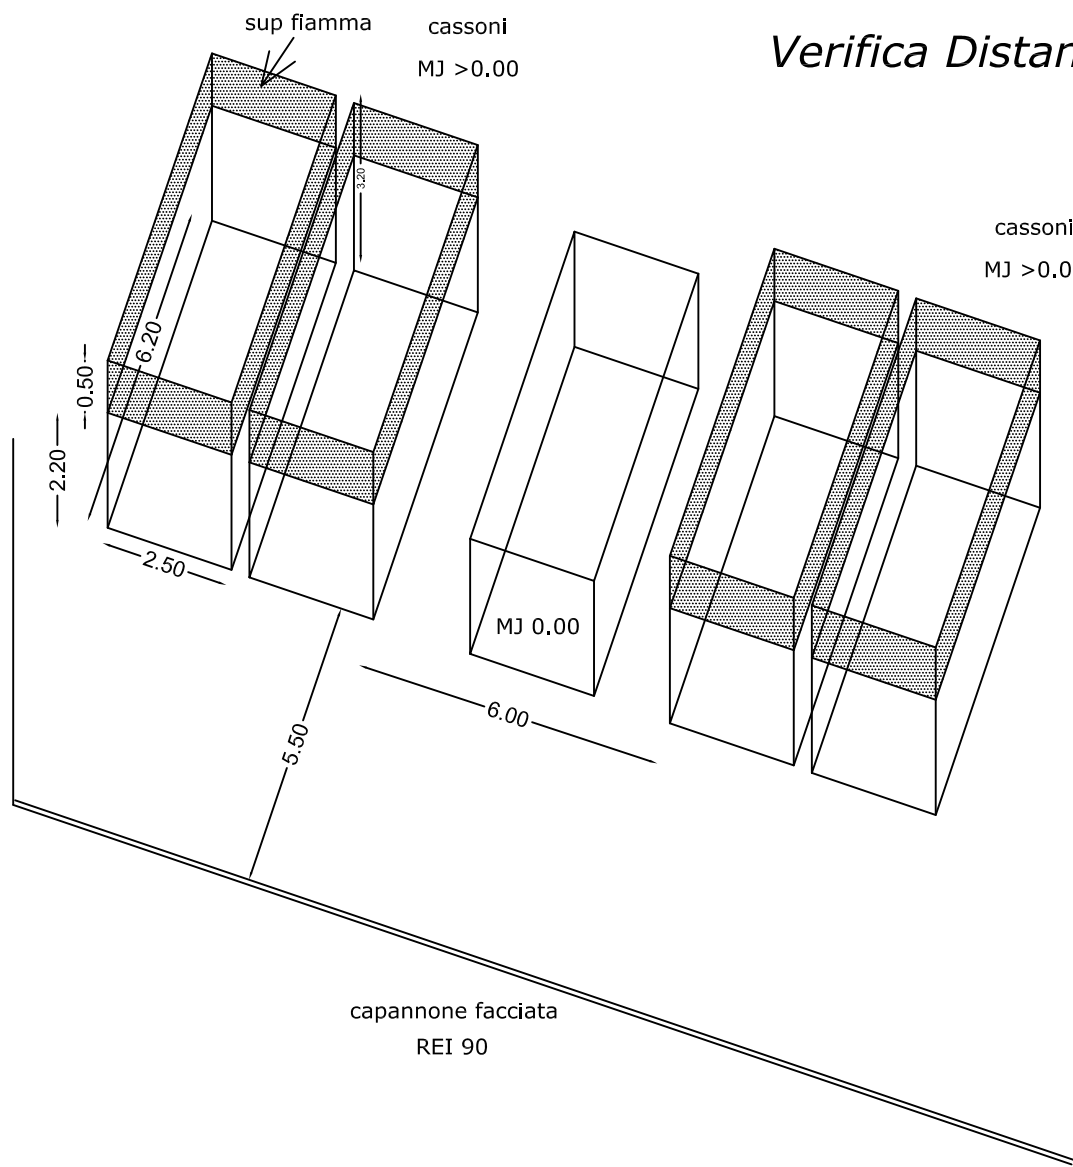 sup fiamma
cassoni
MJ >0.00
Verifica Distan
3.20
cassoni
MJ >0.0
6.20
0.50
2.20
2.50
MJ 0.00
6.00
5.50
capannone facciata
REI 90